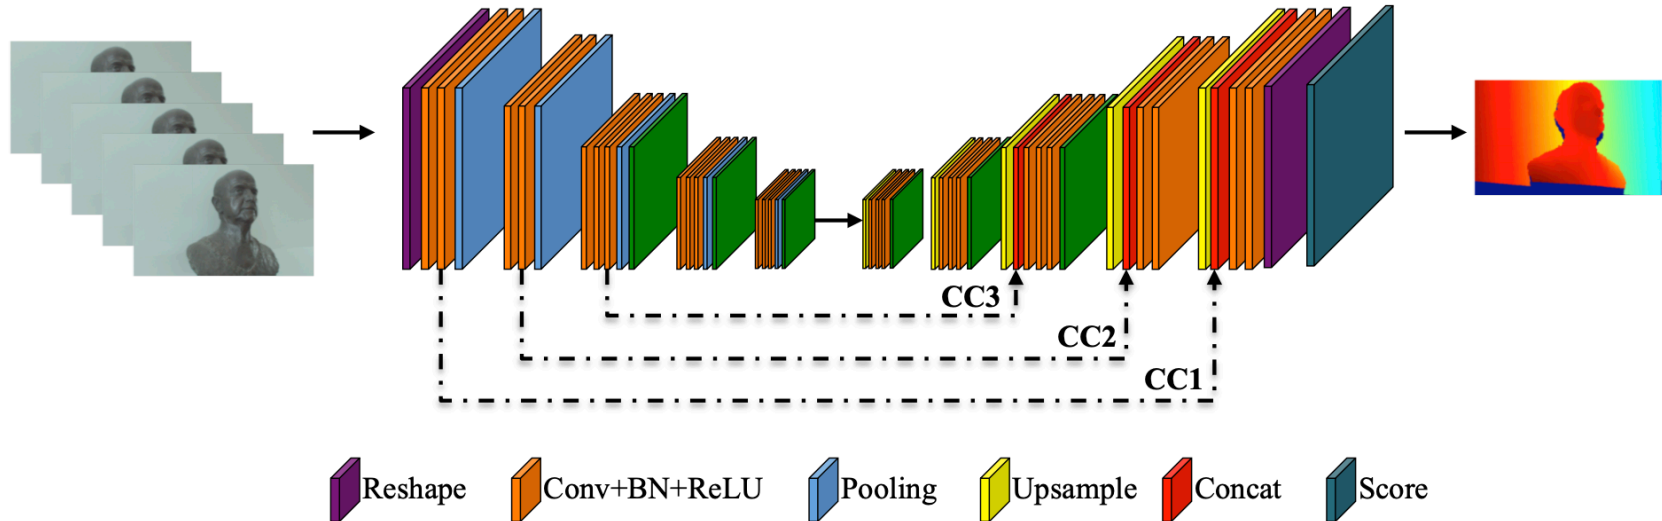 CC3
CC2
CC1
Reshape
Conv+BN+ReLU
Pooling
Upsample
Concat
Score